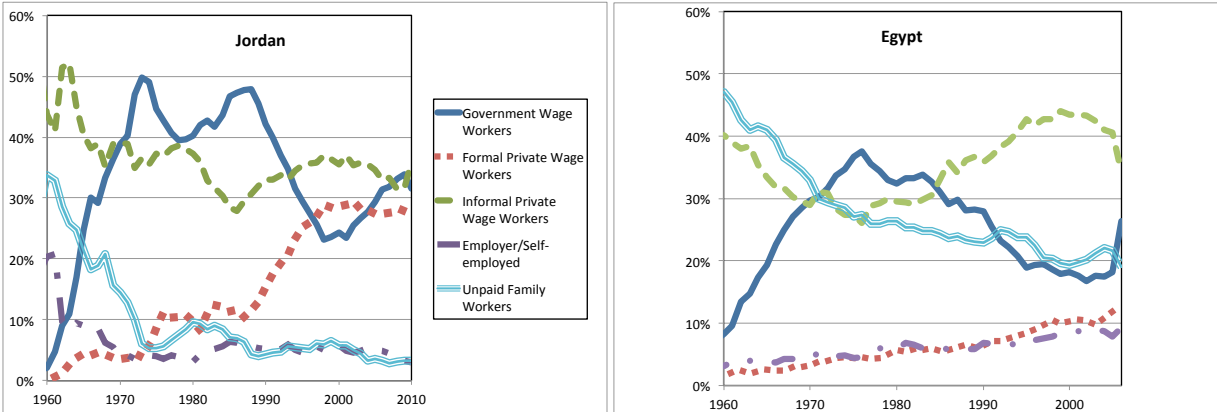 Jordan
60%
50%
40%
30%
20%
10%
0%
1960 1970 1980 1990 2000 2010
Government Wage
Workers
Formal Private Wage
Workers
Informal Private
Wage Workers
Employer/Self-
employed
Unpaid Family
Workers
Egypt
60%
50%
40%
30%
20%
10%
0%
1960 1970 1980 1990 2000